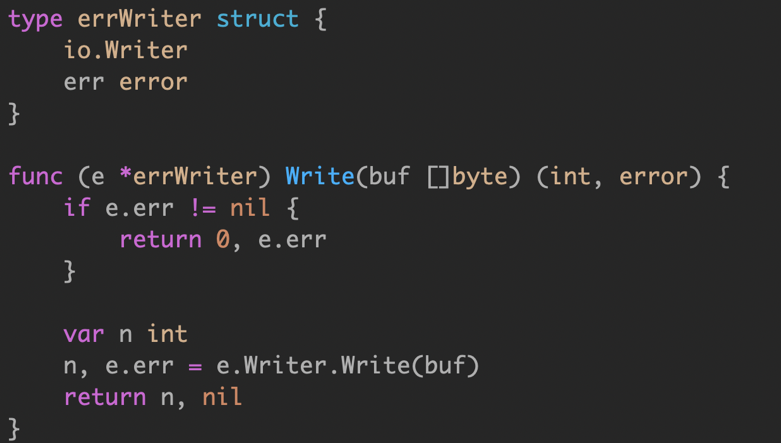 type errWriter struct {
    io.Writer
    err error
}

func (e *errWriter) Write(buf []byte) (int, error) {
    if e.err != nil {
        return 0, e.err
    }

    var n int
    n, e.err = e.Writer.Write(buf)
    return n, nil
}